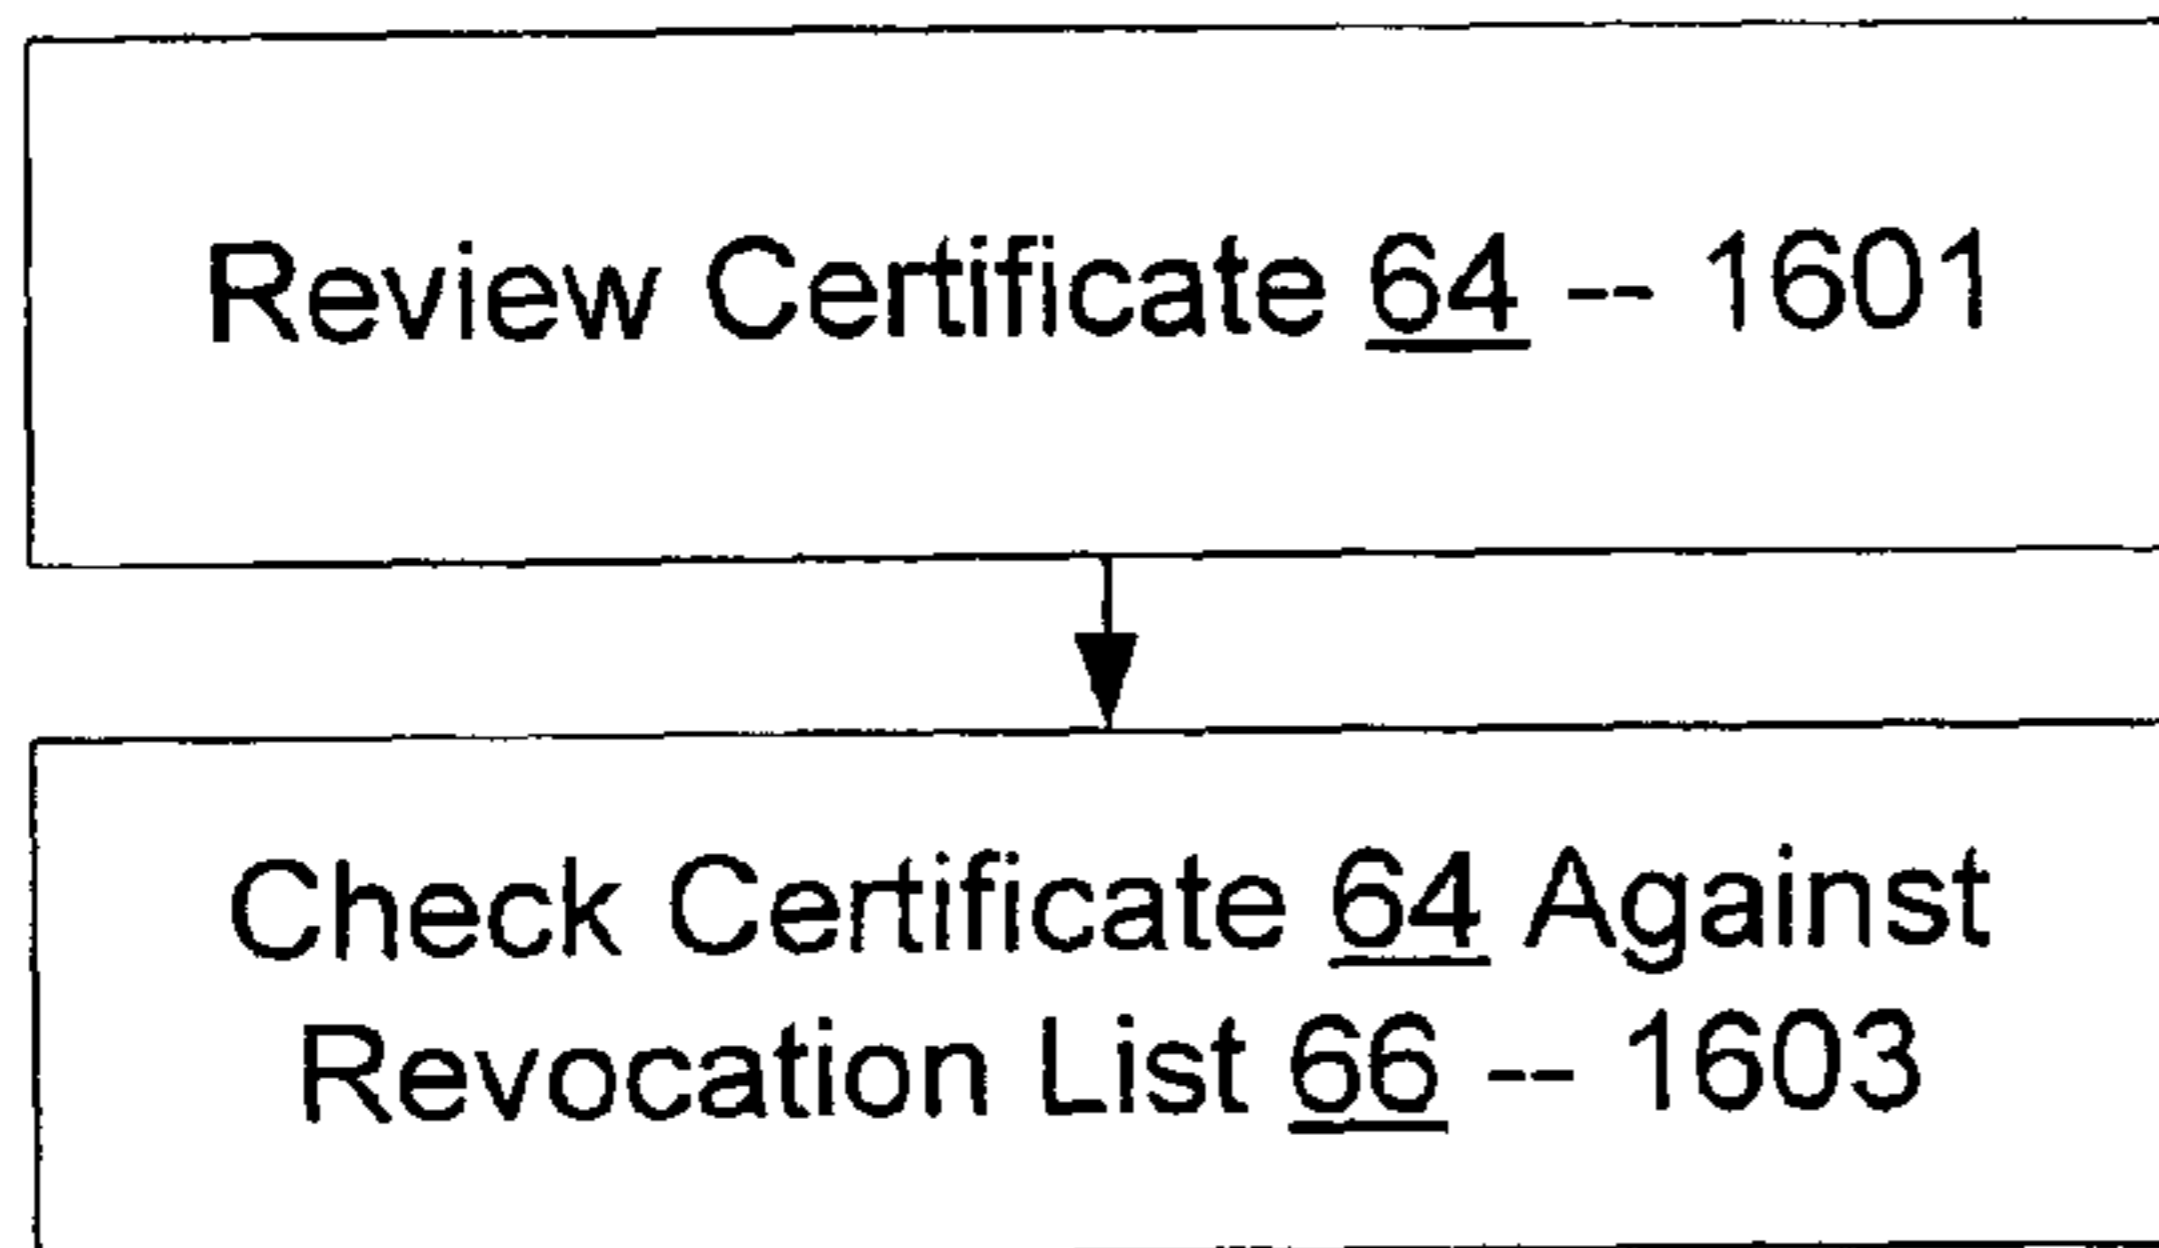 Review Certificate 64 -- 1601
Check Certificate 64 Against
Revocation List 66 -- 1603